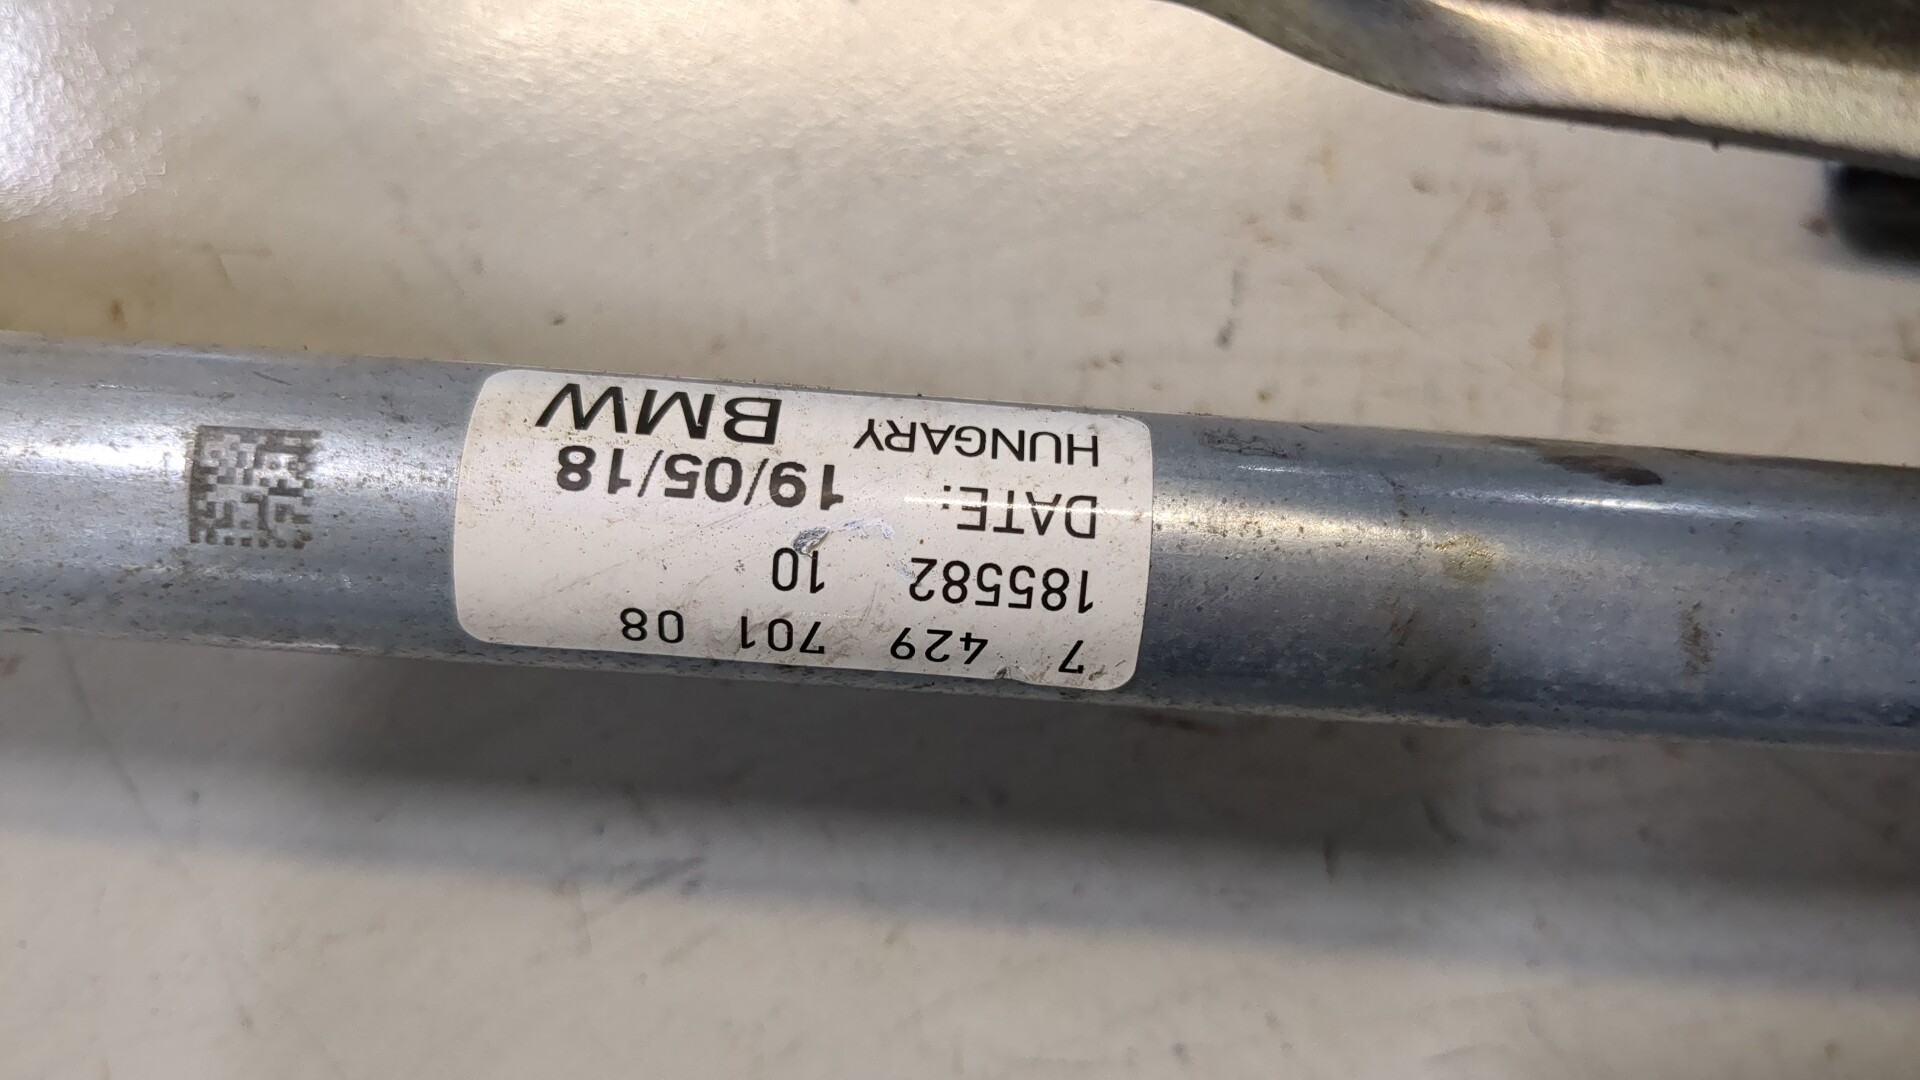 7 429 701 08
185582 10
DATE: 19/05/18
HUNGARY BMW